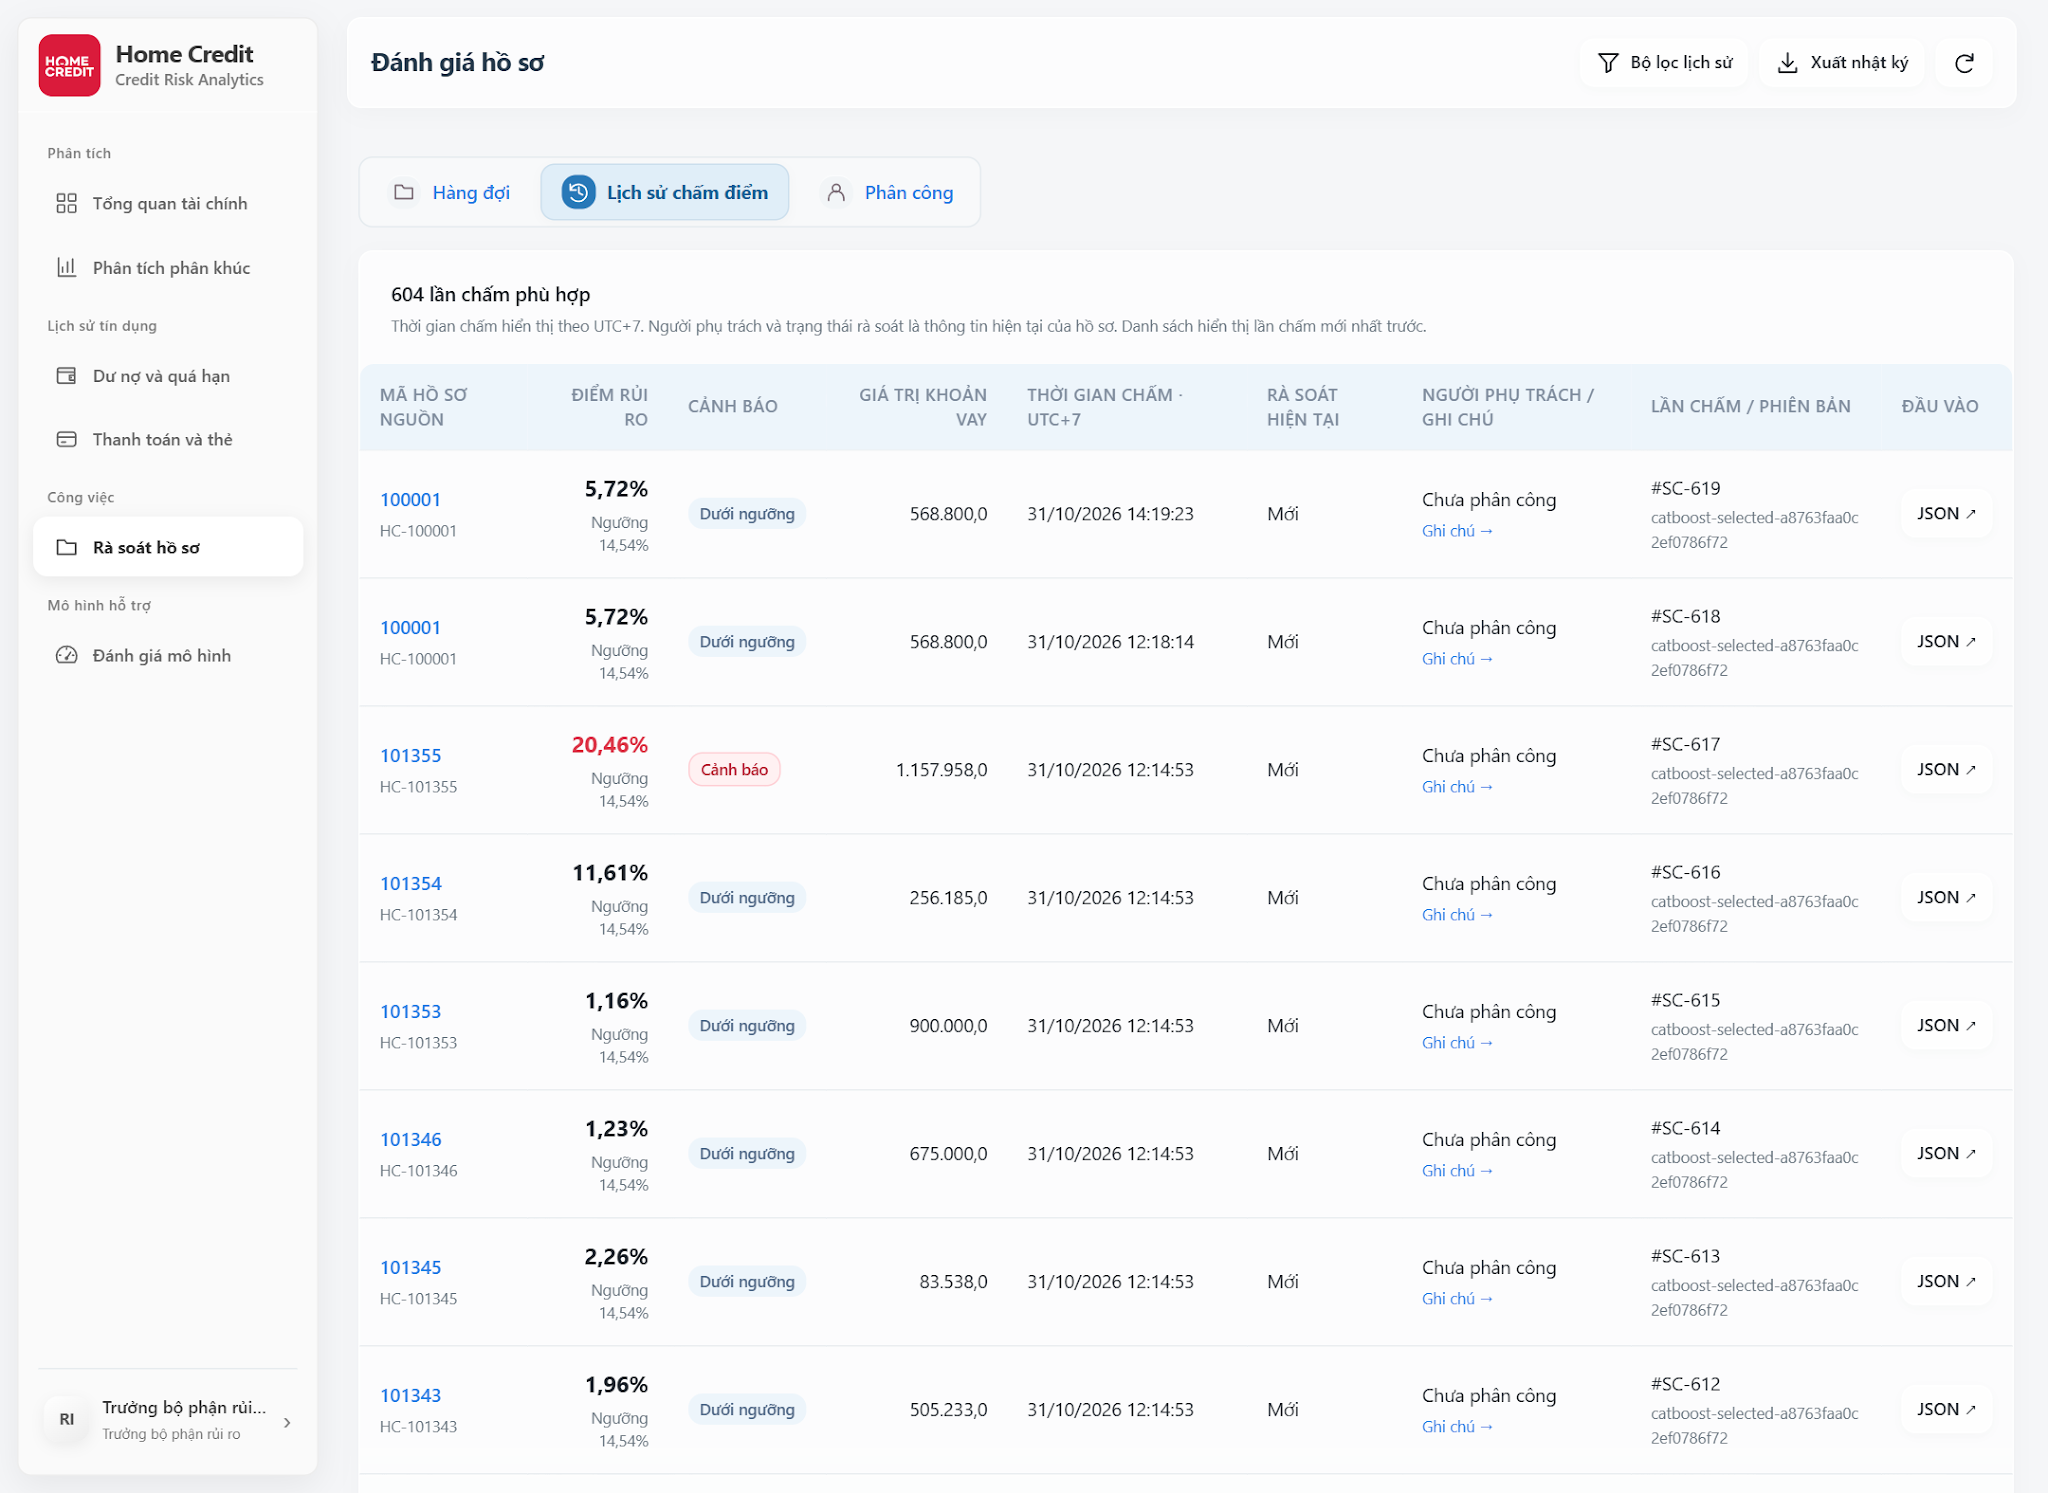 HOME
CREDIT
Home Credit
Credit Risk Analytics
Phân tích
Tổng quan tài chính
Phân tích phân khúc
Lịch sử tín dụng
Dư nợ và quá hạn
Thanh toán và thẻ
Công việc
Rà soát hồ sơ
Mô hình hỗ trợ
Đánh giá mô hình
RI
Trưởng bộ phận rủi...
Trưởng bộ phận rủi ro
Đánh giá hồ sơ
Bộ lọc lịch sử
Xuất nhật ký
Hàng đợi
Lịch sử chấm điểm
Phân công
604 lần chấm phù hợp
Thời gian chấm hiển thị theo UTC+7. Người phụ trách và trạng thái rà soát là thông tin hiện tại của hồ sơ. Danh sách hiển thị lần chấm mới nhất trước.
MÃ HỒ SƠ
NGUỒN
ĐIỂM RỦI
RO
CẢNH BÁO
GIÁ TRỊ KHOẢN
VAY
THỜI GIAN CHẤM ·
UTC+7
RÀ SOÁT
HIỆN TẠI
NGƯỜI PHỤ TRÁCH /
GHI CHÚ
LẦN CHẤM / PHIÊN BẢN
ĐẦU VÀO
100001
HC-100001
5,72%
Ngưỡng
14,54%
Dưới ngưỡng
568.800,0
31/10/2026 14:19:23
Mới
Chưa phân công
Ghi chú →
#SC-619
catboost-selected-a8763faa0c
2ef0786f72
JSON ↗
100001
HC-100001
5,72%
Ngưỡng
14,54%
Dưới ngưỡng
568.800,0
31/10/2026 12:18:14
Mới
Chưa phân công
Ghi chú →
#SC-618
catboost-selected-a8763faa0c
2ef0786f72
JSON ↗
101355
HC-101355
20,46%
Ngưỡng
14,54%
Cảnh báo
1.157.958,0
31/10/2026 12:14:53
Mới
Chưa phân công
Ghi chú →
#SC-617
catboost-selected-a8763faa0c
2ef0786f72
JSON ↗
101354
HC-101354
11,61%
Ngưỡng
14,54%
Dưới ngưỡng
256.185,0
31/10/2026 12:14:53
Mới
Chưa phân công
Ghi chú →
#SC-616
catboost-selected-a8763faa0c
2ef0786f72
JSON ↗
101353
HC-101353
1,16%
Ngưỡng
14,54%
Dưới ngưỡng
900.000,0
31/10/2026 12:14:53
Mới
Chưa phân công
Ghi chú →
#SC-615
catboost-selected-a8763faa0c
2ef0786f72
JSON ↗
101346
HC-101346
1,23%
Ngưỡng
14,54%
Dưới ngưỡng
675.000,0
31/10/2026 12:14:53
Mới
Chưa phân công
Ghi chú →
#SC-614
catboost-selected-a8763faa0c
2ef0786f72
JSON ↗
101345
HC-101345
2,26%
Ngưỡng
14,54%
Dưới ngưỡng
83.538,0
31/10/2026 12:14:53
Mới
Chưa phân công
Ghi chú →
#SC-613
catboost-selected-a8763faa0c
2ef0786f72
JSON ↗
101343
HC-101343
1,96%
Ngưỡng
14,54%
Dưới ngưỡng
505.233,0
31/10/2026 12:14:53
Mới
Chưa phân công
Ghi chú →
#SC-612
catboost-selected-a8763faa0c
2ef0786f72
JSON ↗